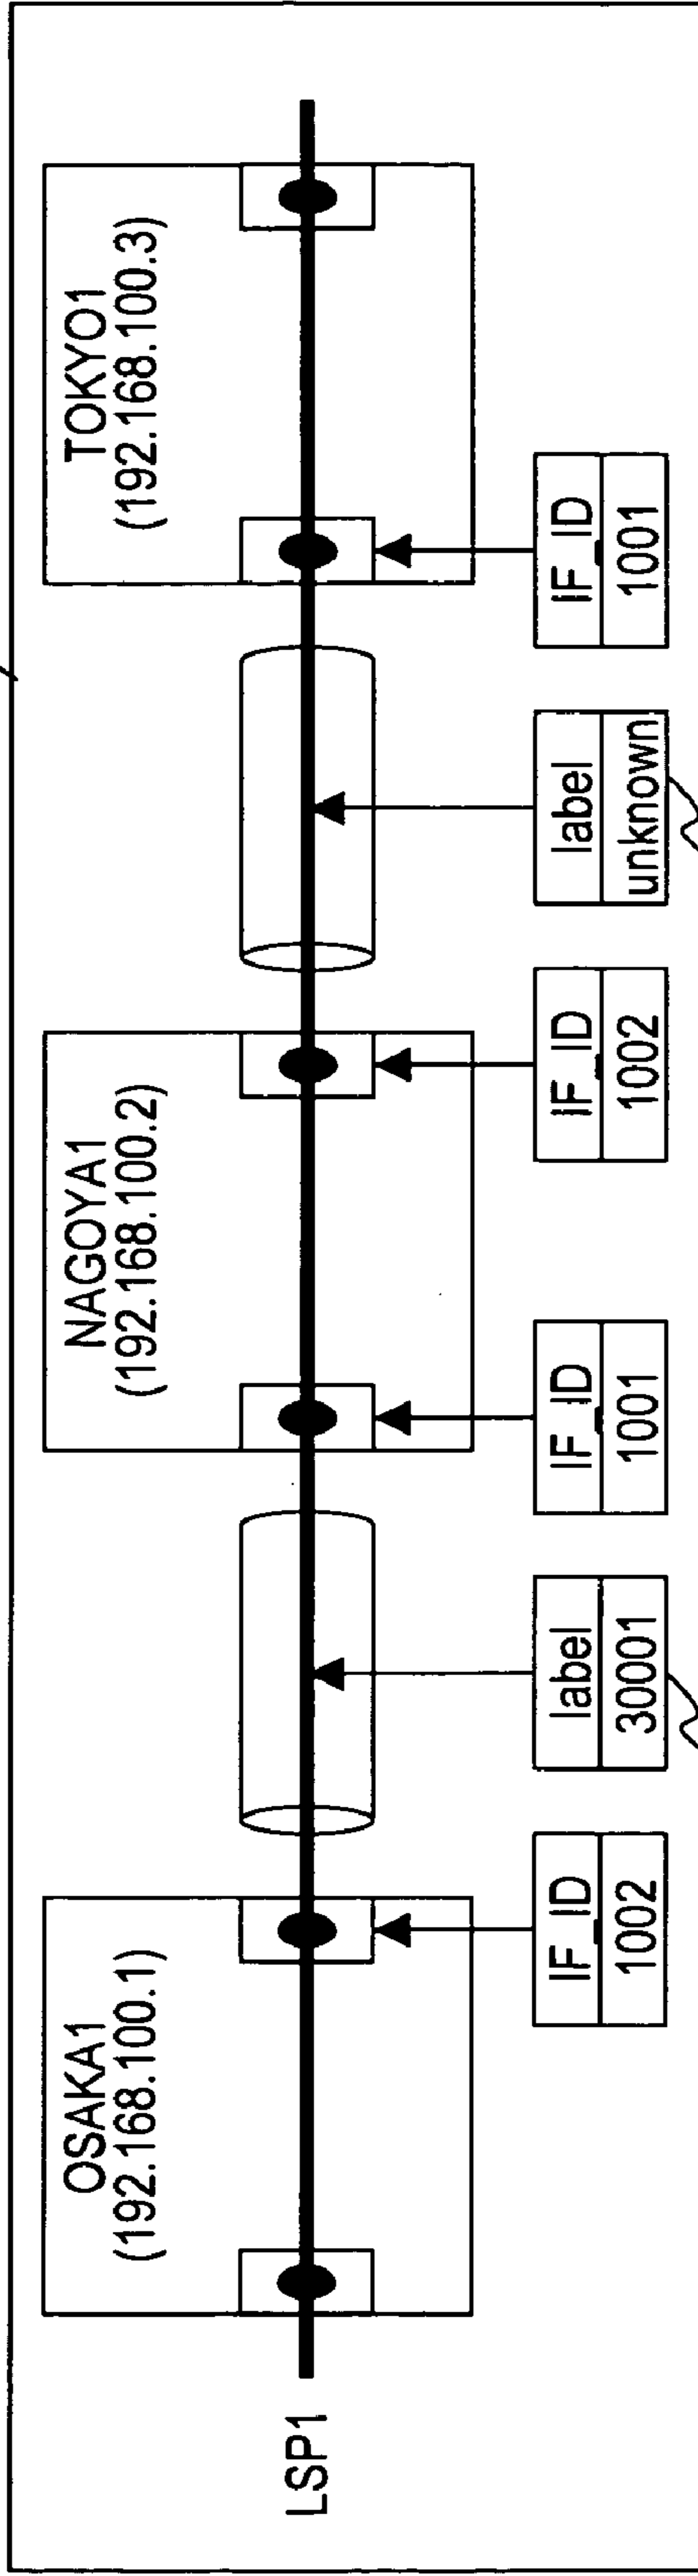 LSP1
OSAKA1
(192.168.100.1)
NAGOYA1
(192.168.100.2)
TOKYO1
(192.168.100.3)
IF_ID
1002
label
30001
IF_ID
1001
IF_ID
1002
label
unknown
IF_ID
1001